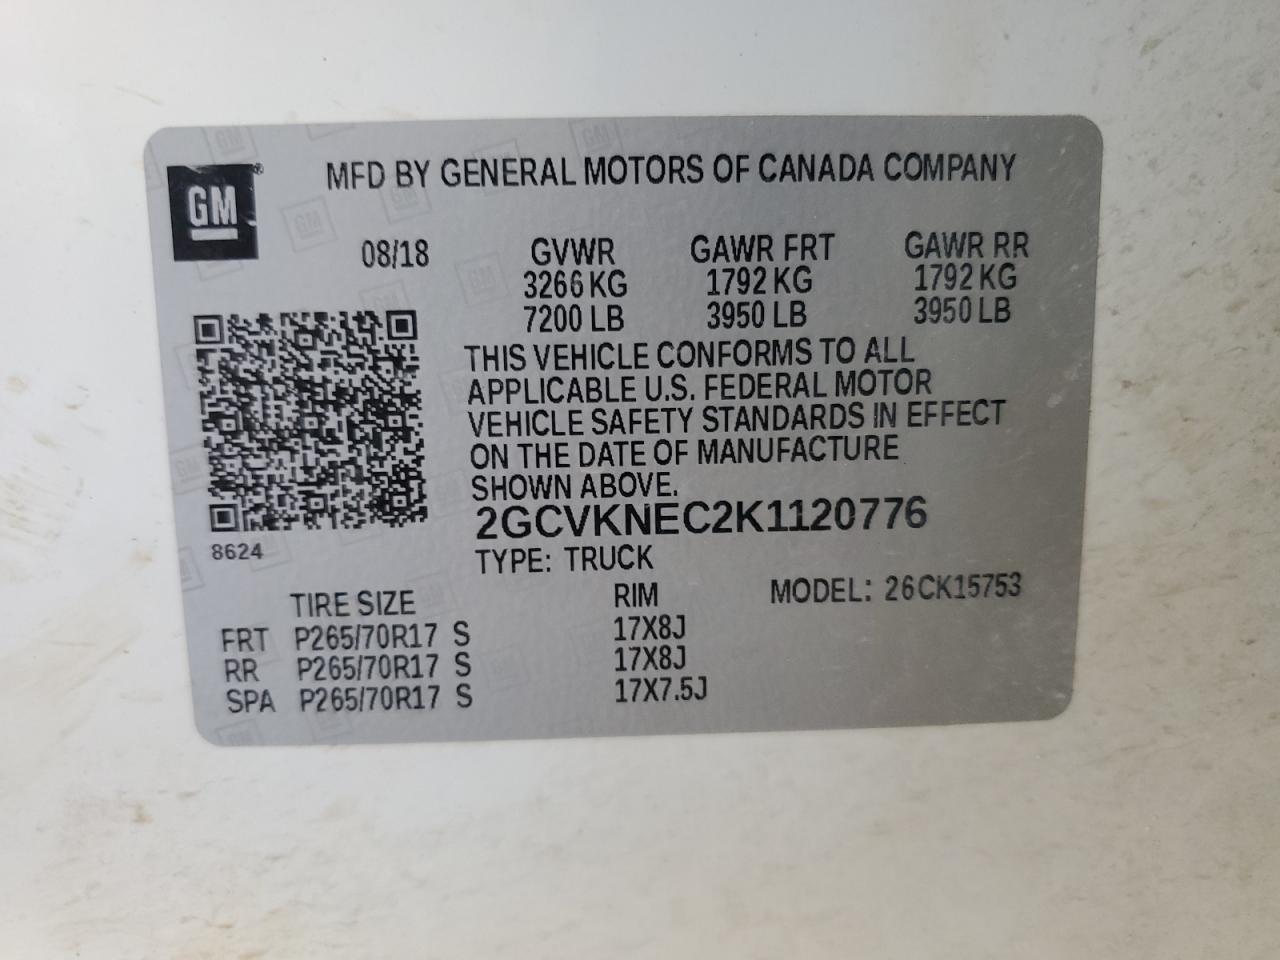 GM
MFD BY GENERAL MOTORS OF CANADA COMPANY
08/18 GVWR GAWR FRT GAWR RR
3266 KG 1792 KG 1792 KG
7200 LB 3950 LB 3950 LB
THIS VEHICLE CONFORMS TO ALL
APPLICABLE U.S. FEDERAL MOTOR
VEHICLE SAFETY STANDARDS IN EFFECT
ON THE DATE OF MANUFACTURE
SHOWN ABOVE.
2GCVKNEC2K1120776
8624
TYPE: TRUCK
TIRE SIZE RIM MODEL: 26CK15753
FRT P265/70R17 S 17X8J
RR P265/70R17 S 17X8J
SPA P265/70R17 S 17X7.5J